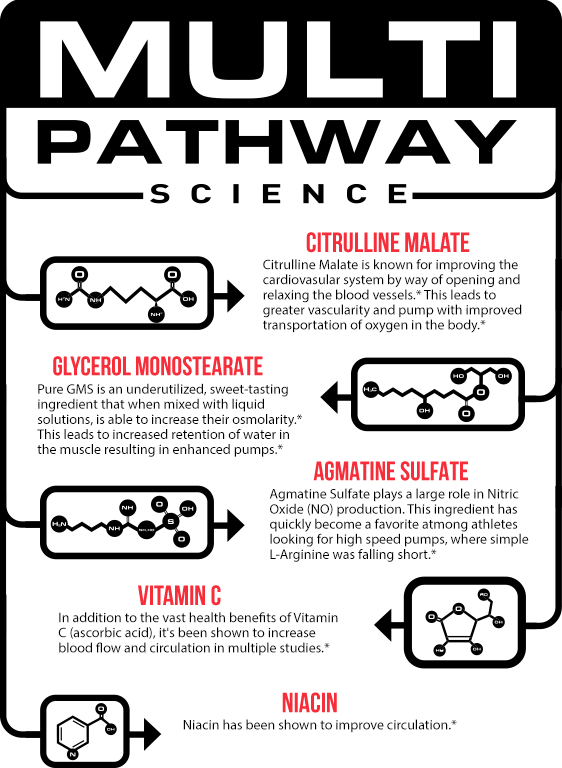 MULTI
PATHWAY
SCIENCE
CITRULLINE MALATE
Citrulline Malate is known for improving the
cardiovasular system by way of opening and
relaxing the blood vessels.* This leads to
greater vascularity and pump with improved
transportation of oxygen in the body.*
O
O
H²N
NH
OH
NH²
GLYCEROL MONOSTEARATE
Pure GMS is an underutilized, sweet-tasting
ingredient that when mixed with liquid
solutions, is able to increase their osmolarity.*
This leads to increased retention of water in
the muscle resulting in enhanced pumps.*
HO
OH
H₃C
O
OH
O
AGMATINE SULFATE
Agmatine Sulfate plays a large role in Nitric
Oxide (NO) production. This ingredient has
quickly become a favorite atmong athletes
looking for high speed pumps, where simple
L-Arginine was falling short.*
NH
O
OH
H₂N
NH
S
O
VITAMIN C
In addition to the vast health benefits of Vitamin
C (ascorbic acid), it's been shown to increase
blood flow and circulation in multiple studies.*
O
O
OH
OH
NIACIN
Niacin has been shown to improve circulation.*
O
OH
N